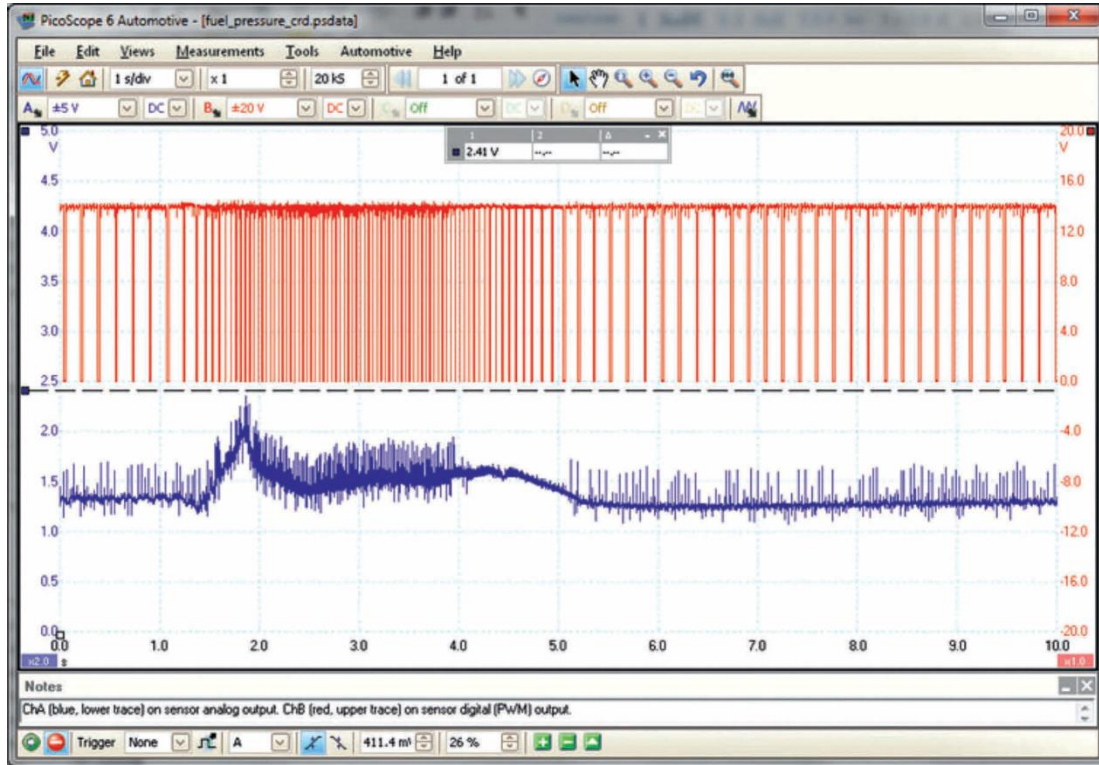 PicoScope 6 Automotive - [fuel_pressure_crd.psdata]
File Edit Views Measurements Tools Automotive Help
1 s/div x 1 20 kS 1 of 1
A ±5 V DC B ±20 V DC C Off DC D Off DC
1 2 Δ
2.41 V --.-- --.--
5.0 20.0
V V
4.5 16.0
4.0 12.0
3.5 8.0
3.0 4.0
2.5 0.0
2.0 -4.0
1.5 -8.0
1.0 -12.0
0.5 -16.0
0.0 -20.0
0.0 1.0 2.0 3.0 4.0 5.0 6.0 7.0 8.0 9.0 10.0
x2.0 s x1.0
Notes
ChA (blue, lower trace) on sensor analog output. ChB (red, upper trace) on sensor digital (PWM) output.
Trigger None A 411.4 mV 26 %